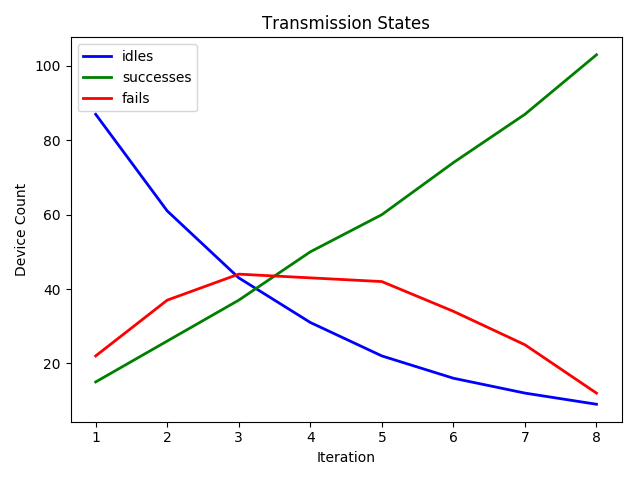 Transmission States
idles
successes
fails
Device Count
100
80
60
40
20
1 2 3 4 5 6 7 8
Iteration